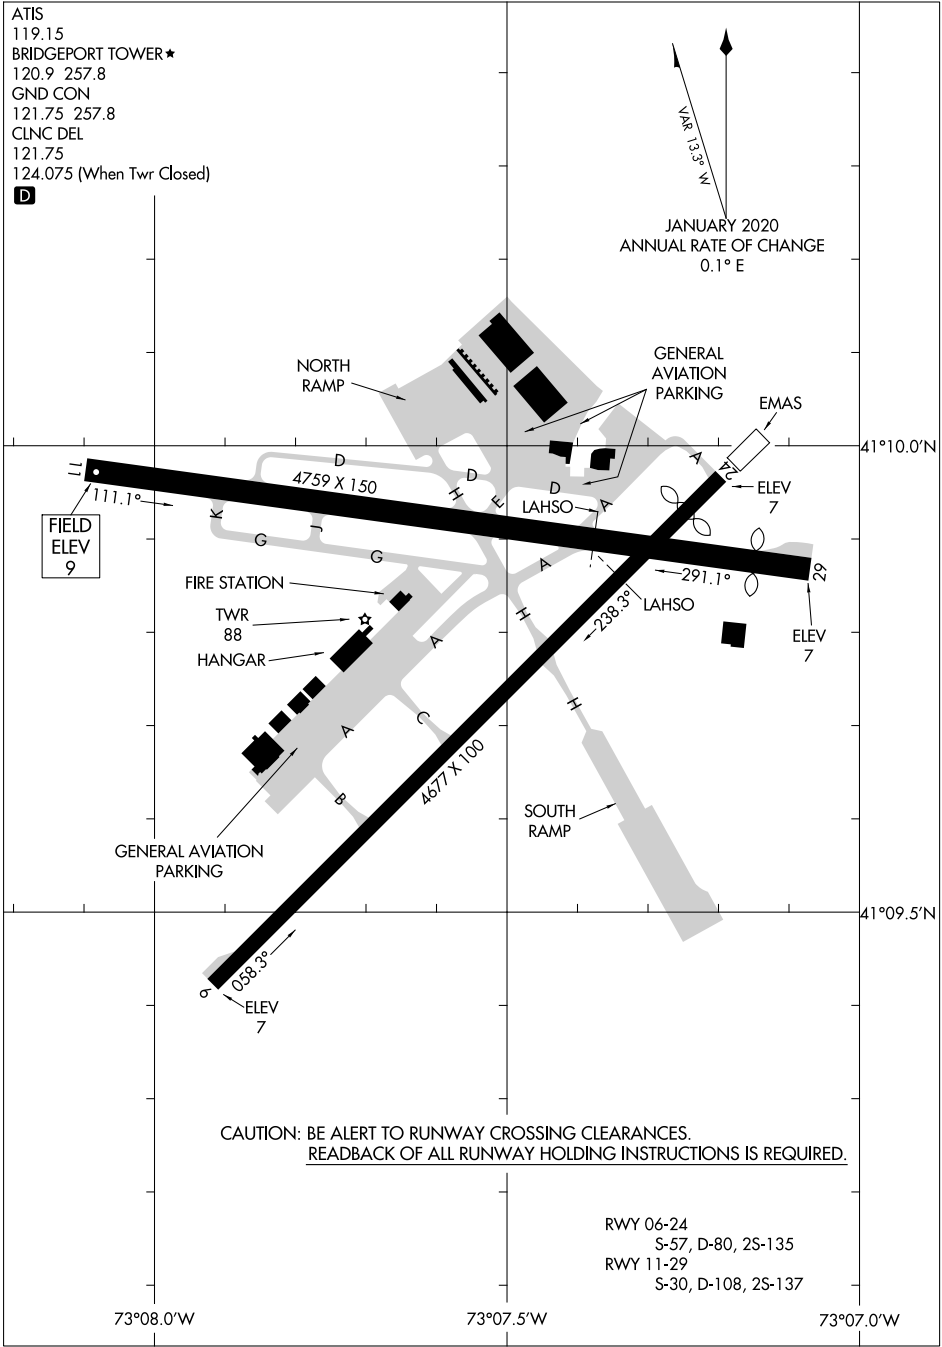 ATIS
119.15
BRIDGEPORT TOWER★
120.9 257.8
GND CON
121.75 257.8
CLNC DEL
121.75
124.075 (When Twr Closed)
D
VAR 13.3° W
JANUARY 2020
ANNUAL RATE OF CHANGE
0.1° E
NORTH
RAMP
GENERAL
AVIATION
PARKING
EMAS
41°10.0'N
11
111.1°
4759 X 150
D
D
D
H
E
A
A
24
ELEV
7
LAHSO
FIELD
ELEV
9
K
G
J
G
A
291.1°
29
FIRE STATION
TWR
88
HANGAR
H
238.3°
LAHSO
ELEV
7
A
H
A
C
4677 X 100
B
SOUTH
RAMP
GENERAL AVIATION
PARKING
41°09.5'N
058.3°
6
ELEV
7
CAUTION: BE ALERT TO RUNWAY CROSSING CLEARANCES.
READBACK OF ALL RUNWAY HOLDING INSTRUCTIONS IS REQUIRED.
RWY 06-24
S-57, D-80, 2S-135
RWY 11-29
S-30, D-108, 2S-137
73°08.0'W
73°07.5'W
73°07.0'W